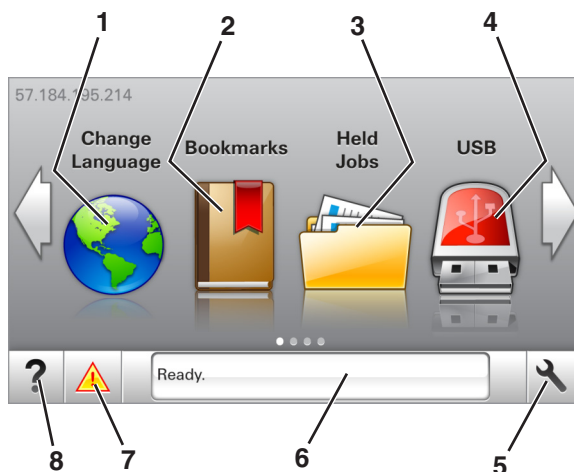 1 2 3 4
57.184.195.214
Change Language
Bookmarks
Held Jobs
USB
?
Ready.
8 7 6 5